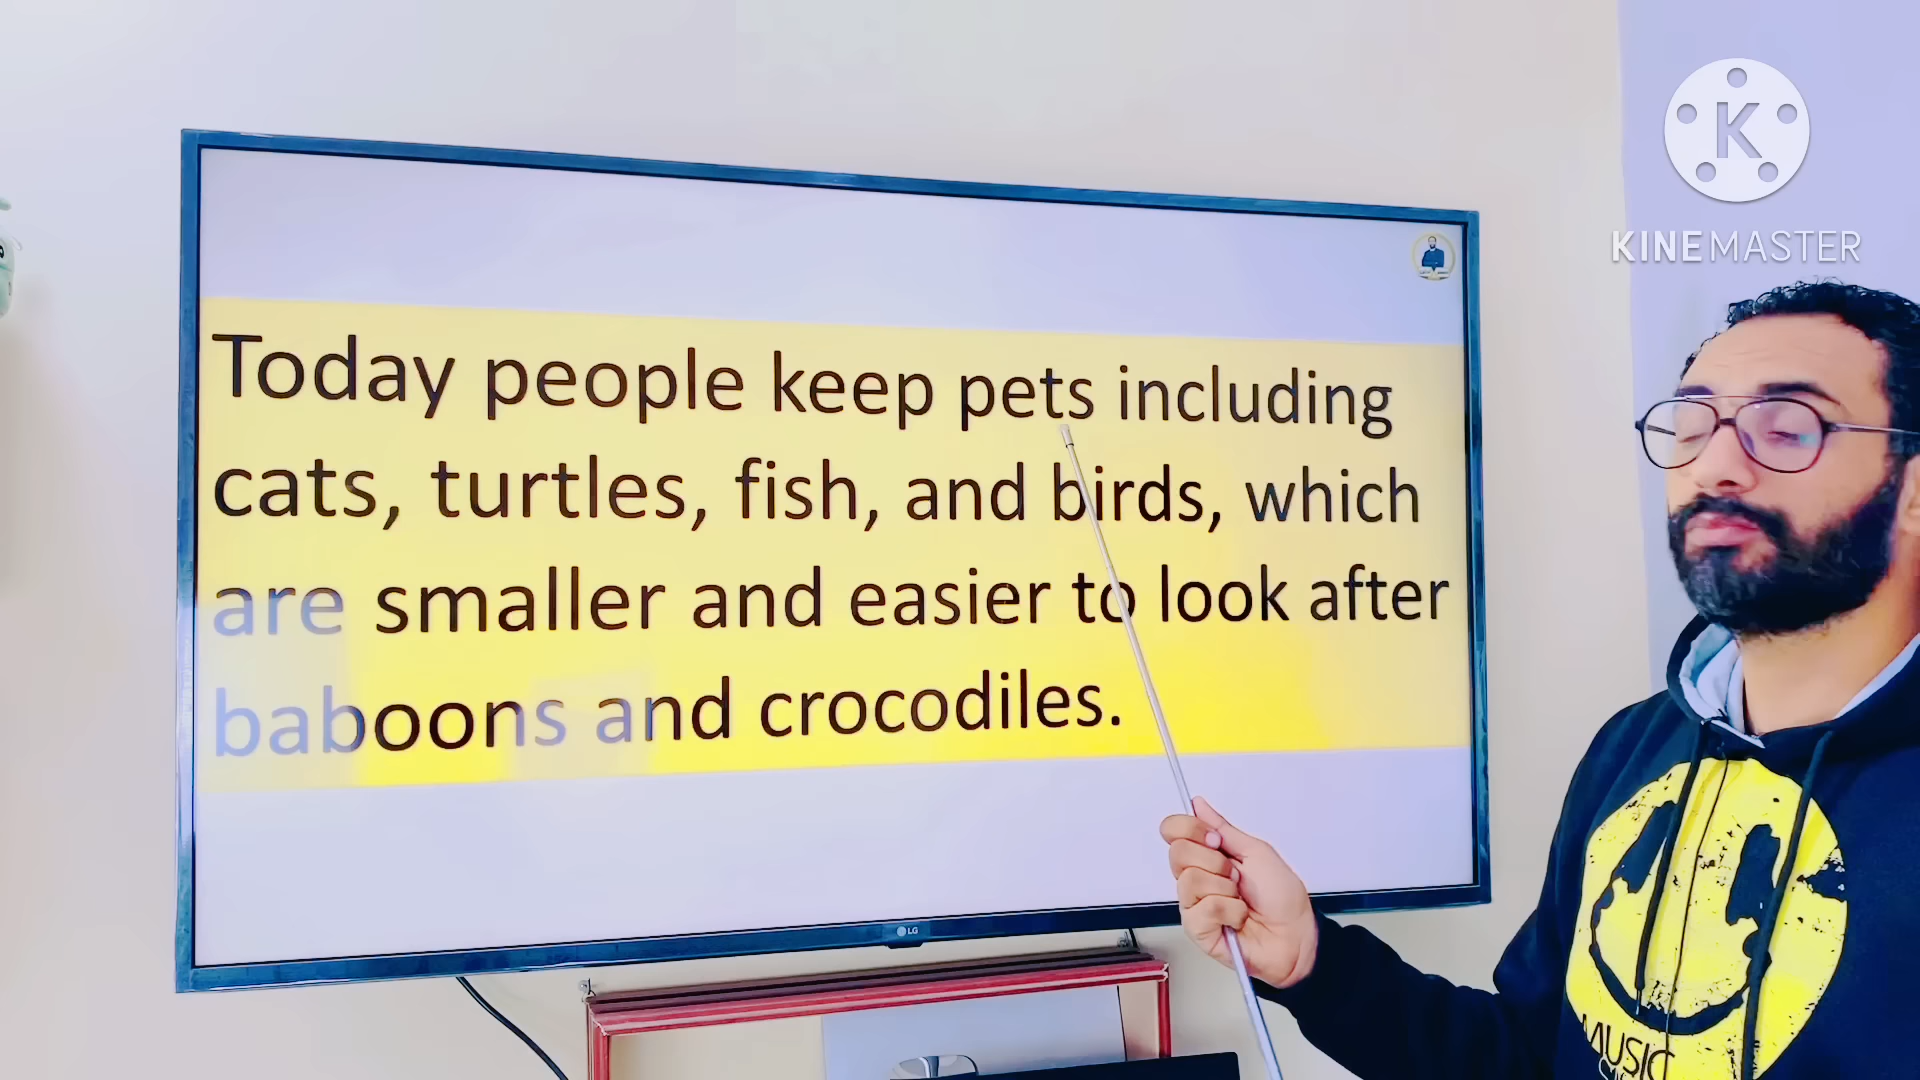 Today people keep pets including
cats, turtles, fish, and birds, which
are smaller and easier to look after
baboons and crocodiles.
K
KINEMASTER
LG
MUSIC